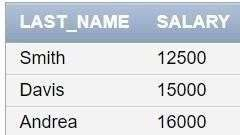 LAST_NAME SALARY
Smith 12500
Davis 15000
Andrea 16000